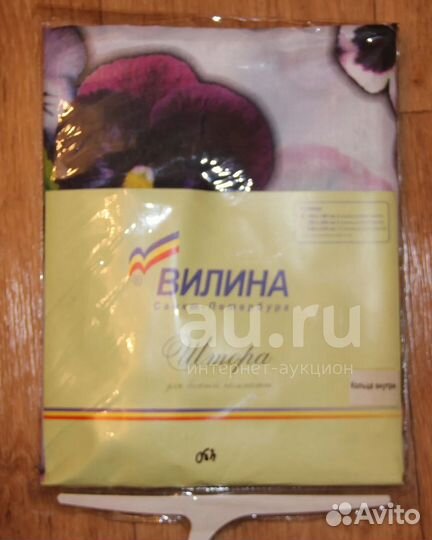 ВИЛИНА
Санкт-Петербург
au.ru
Штора
интернет-аукцион
для ванной комнаты
кольца внутри
Avito